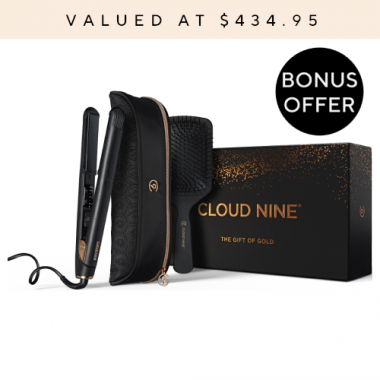 VALUED AT $434.95
BONUS
OFFER
CLOUD NINE
THE GIFT OF GOLD